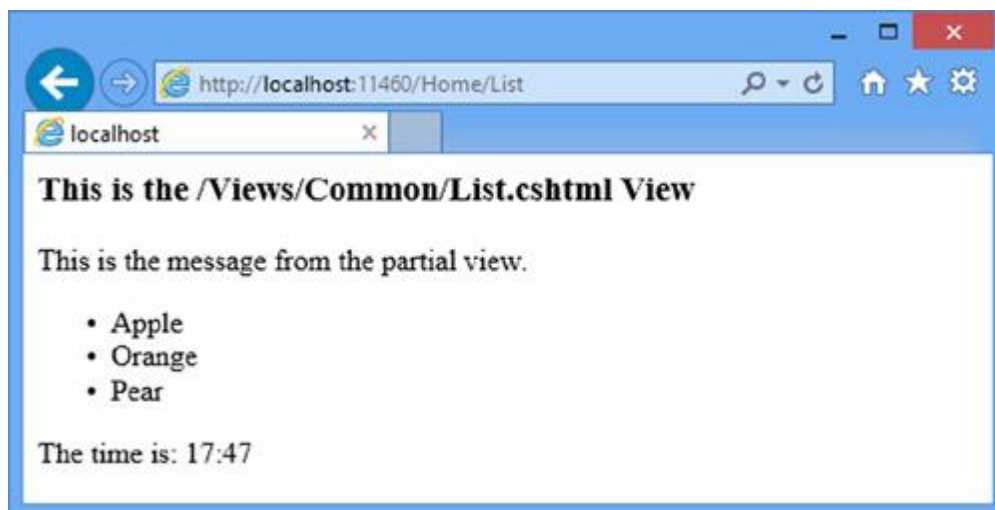 http://localhost:11460/Home/List
localhost
This is the /Views/Common/List.cshtml View
This is the message from the partial view.
• Apple
• Orange
• Pear
The time is: 17:47